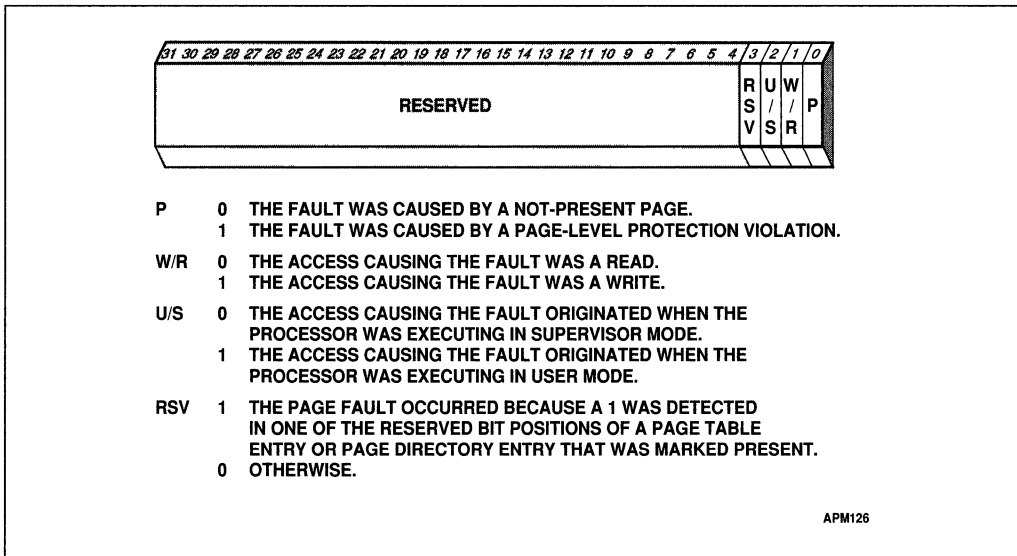 31 30 29 28 27 26 25 24 23 22 21 20 19 18 17 16 15 14 13 12 11 10 9 8 7 6 5 4 3 2 1 0
RESERVED
RSV
U/S
W/R
P
P 0 THE FAULT WAS CAUSED BY A NOT-PRESENT PAGE.
1 THE FAULT WAS CAUSED BY A PAGE-LEVEL PROTECTION VIOLATION.
W/R 0 THE ACCESS CAUSING THE FAULT WAS A READ.
1 THE ACCESS CAUSING THE FAULT WAS A WRITE.
U/S 0 THE ACCESS CAUSING THE FAULT ORIGINATED WHEN THE
PROCESSOR WAS EXECUTING IN SUPERVISOR MODE.
1 THE ACCESS CAUSING THE FAULT ORIGINATED WHEN THE
PROCESSOR WAS EXECUTING IN USER MODE.
RSV 1 THE PAGE FAULT OCCURRED BECAUSE A 1 WAS DETECTED
IN ONE OF THE RESERVED BIT POSITIONS OF A PAGE TABLE
ENTRY OR PAGE DIRECTORY ENTRY THAT WAS MARKED PRESENT.
0 OTHERWISE.
APM126